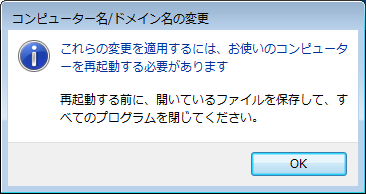 コンピューター名/ドメイン名の変更
これらの変更を適用するには、お使いのコンピュータ
ーを再起動する必要があります
再起動する前に、開いているファイルを保存して、す
べてのプログラムを閉じてください。
OK